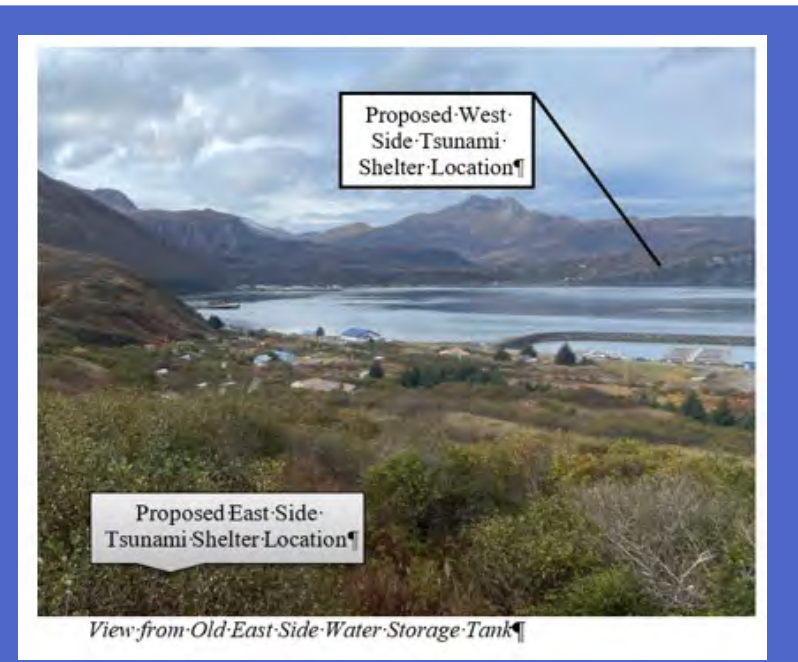 Proposed·West·
Side·Tsunami·
Shelter·Location¶
Proposed·East·Side·
Tsunami·Shelter·Location¶
View·from·Old·East·Side·Water·Storage·Tank¶